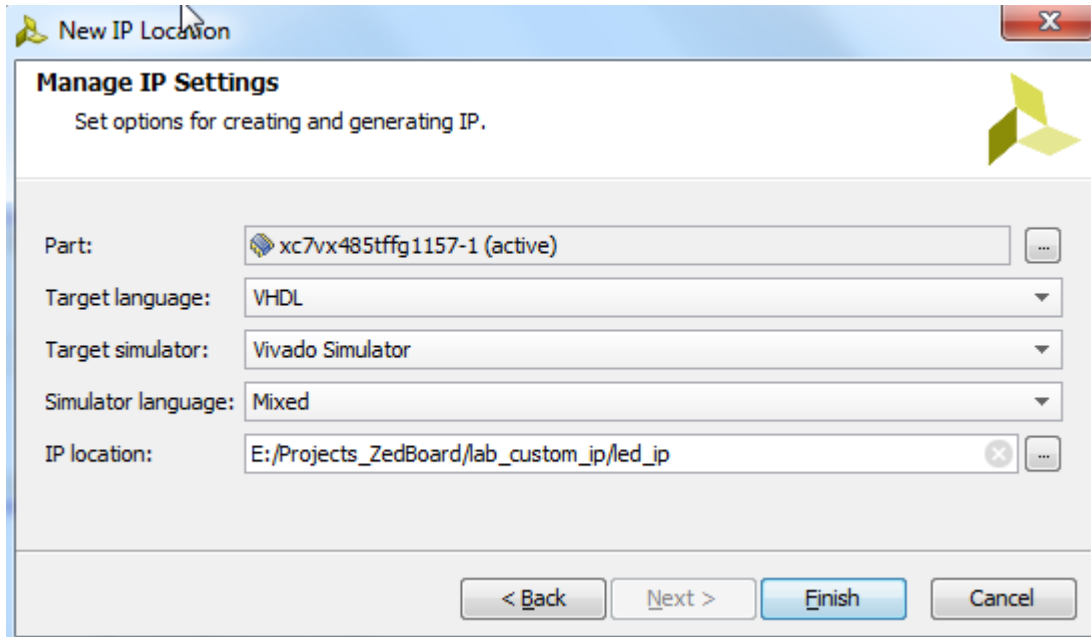 New IP Location
Manage IP Settings
Set options for creating and generating IP.
Part: xc7vx485tffg1157-1 (active) ...
Target language: VHDL
Target simulator: Vivado Simulator
Simulator language: Mixed
IP location: E:/Projects_ZedBoard/lab_custom_ip/led_ip ...
< Back Next > Finish Cancel